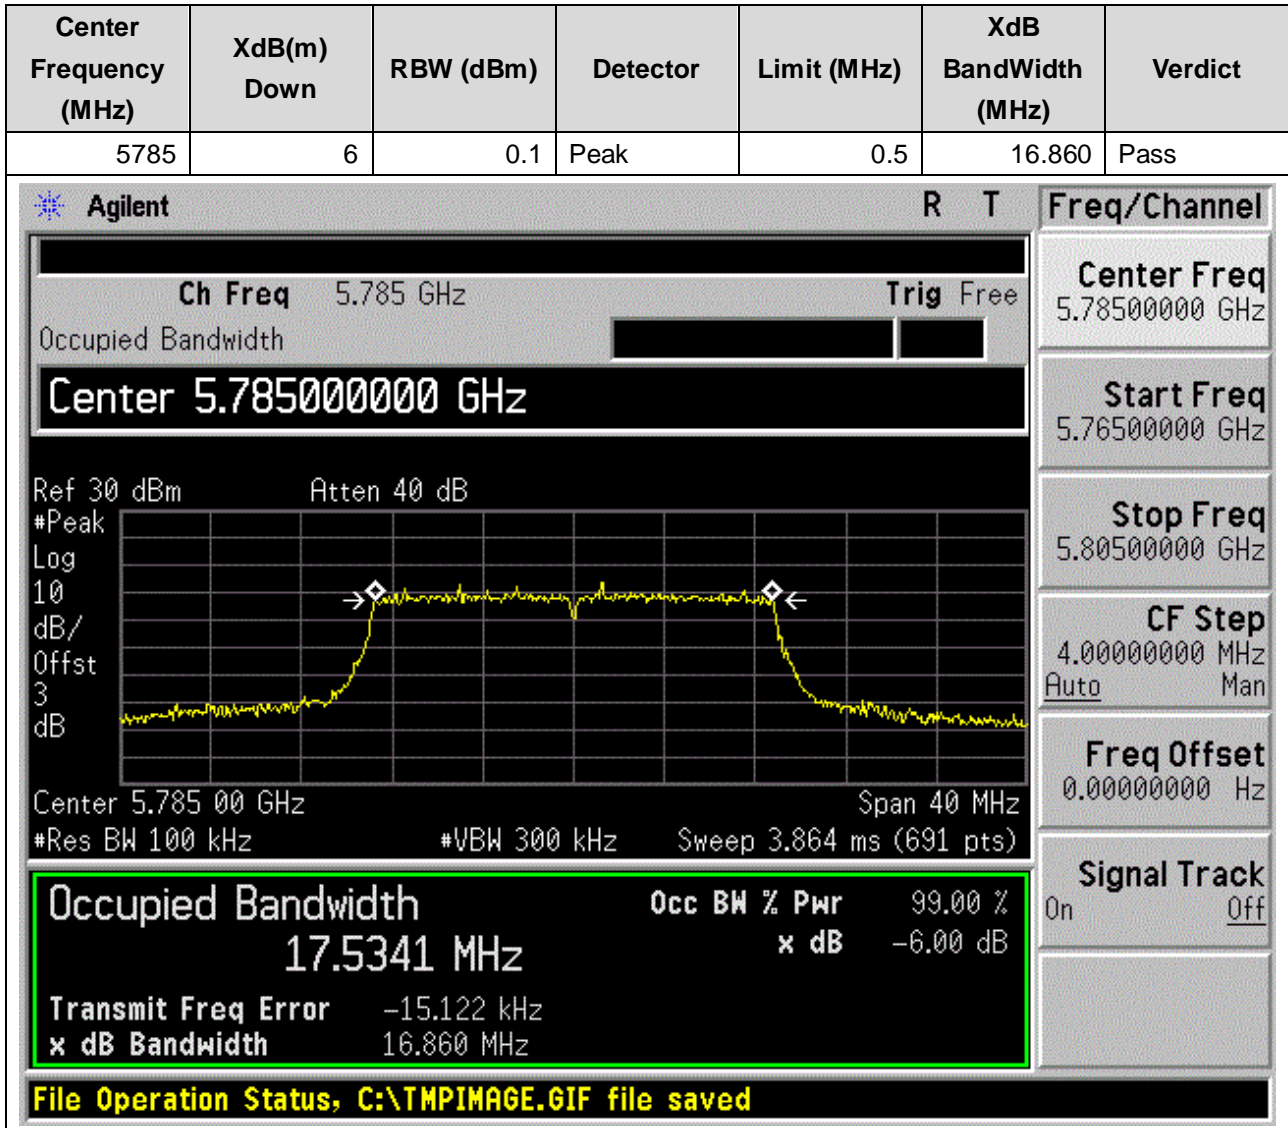 Center Frequency (MHz) XdB(m) Down RBW (dBm) Detector Limit (MHz) XdB BandWidth (MHz) Verdict
5785 6 0.1 Peak 0.5 16.860 Pass
Agilent R T Freq/Channel
Ch Freq 5.785 GHz Trig Free
Occupied Bandwidth
Center 5.785000000 GHz
Ref 30 dBm Atten 40 dB
#Peak
Log
10
dB/
Offst
3
dB
Center 5.785 00 GHz Span 40 MHz
#Res BW 100 kHz #VBW 300 kHz Sweep 3.864 ms (691 pts)
Occupied Bandwidth Occ BW % Pwr 99.00 %
17.5341 MHz x dB -6.00 dB
Transmit Freq Error -15.122 kHz
x dB Bandwidth 16.860 MHz
File Operation Status, C:\TMPIMAGE.GIF file saved
Center Freq
5.78500000 GHz
Start Freq
5.76500000 GHz
Stop Freq
5.80500000 GHz
CF Step
4.00000000 MHz
Auto Man
Freq Offset
0.00000000 Hz
Signal Track
On Off